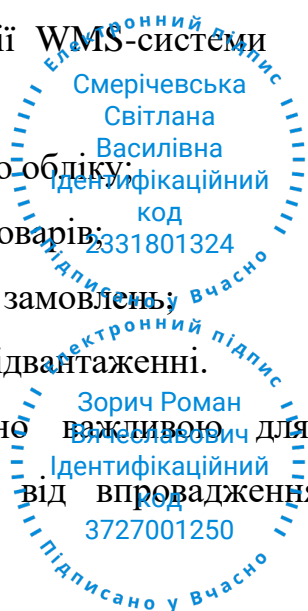 ії WMS-системи
о обліку;
оварів;
замовлень;
ідвантаженні.
но важливою для
від впровадження
Електронний підпис
Смерічевська
Світлана
Василівна
Ідентифікаційний
код
2331801324
Підписано у Вчасно
Електронний підпис
Зорич Роман
Вячеславович
Ідентифікаційний
код
3727001250
Підписано у Вчасно